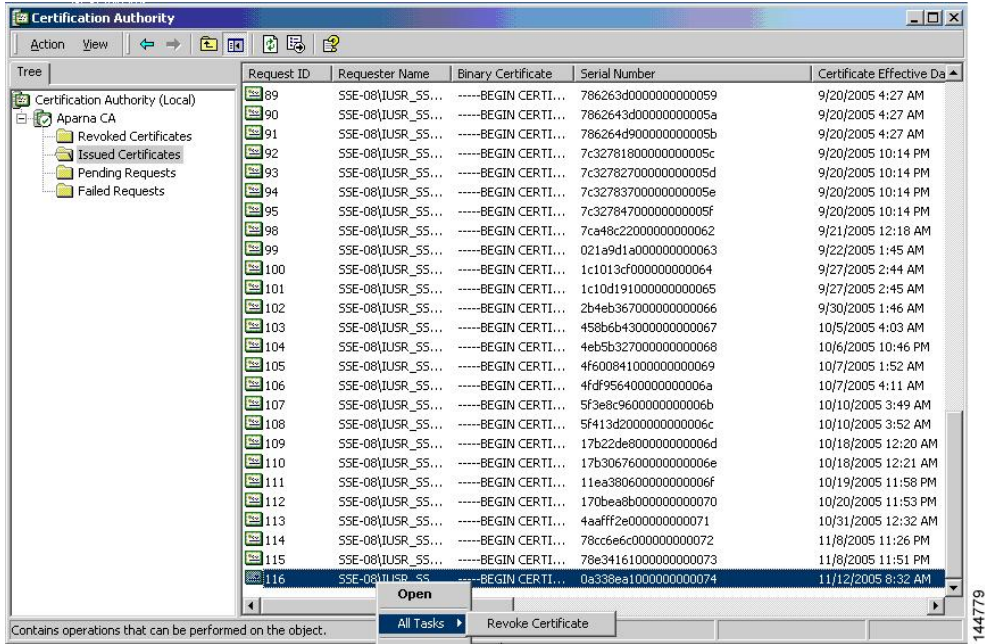 Certification Authority
Action View
Tree
Request ID Requester Name Binary Certificate Serial Number Certificate Effective Da
Certification Authority (Local)
Aparna CA
Revoked Certificates
Issued Certificates
Pending Requests
Failed Requests
89 SSE-08\IUSR_SS... -----BEGIN CERTI... 786263d0000000000059 9/20/2005 4:27 AM
90 SSE-08\IUSR_SS... -----BEGIN CERTI... 7862643d00000000005a 9/20/2005 4:27 AM
91 SSE-08\IUSR_SS... -----BEGIN CERTI... 786264d900000000005b 9/20/2005 4:27 AM
92 SSE-08\IUSR_SS... -----BEGIN CERTI... 7c32781800000000005c 9/20/2005 10:14 PM
93 SSE-08\IUSR_SS... -----BEGIN CERTI... 7c32782700000000005d 9/20/2005 10:14 PM
94 SSE-08\IUSR_SS... -----BEGIN CERTI... 7c32783700000000005e 9/20/2005 10:14 PM
95 SSE-08\IUSR_SS... -----BEGIN CERTI... 7c32784700000000005f 9/20/2005 10:14 PM
98 SSE-08\IUSR_SS... -----BEGIN CERTI... 7ca48c22000000000062 9/21/2005 12:18 AM
99 SSE-08\IUSR_SS... -----BEGIN CERTI... 021a9d1a000000000063 9/22/2005 1:45 AM
100 SSE-08\IUSR_SS... -----BEGIN CERTI... 1c1013cf000000000064 9/27/2005 2:44 AM
101 SSE-08\IUSR_SS... -----BEGIN CERTI... 1c10d191000000000065 9/27/2005 2:45 AM
102 SSE-08\IUSR_SS... -----BEGIN CERTI... 2b4eb367000000000066 9/30/2005 1:46 AM
103 SSE-08\IUSR_SS... -----BEGIN CERTI... 458b6b43000000000067 10/5/2005 4:03 AM
104 SSE-08\IUSR_SS... -----BEGIN CERTI... 4eb5b327000000000068 10/6/2005 10:46 PM
105 SSE-08\IUSR_SS... -----BEGIN CERTI... 4f600841000000000069 10/7/2005 1:52 AM
106 SSE-08\IUSR_SS... -----BEGIN CERTI... 4fdf956400000000006a 10/7/2005 4:11 AM
107 SSE-08\IUSR_SS... -----BEGIN CERTI... 5f3e8c9600000000006b 10/10/2005 3:49 AM
108 SSE-08\IUSR_SS... -----BEGIN CERTI... 5f413d2000000000006c 10/10/2005 3:52 AM
109 SSE-08\IUSR_SS... -----BEGIN CERTI... 17b22de800000000006d 10/18/2005 12:20 AM
110 SSE-08\IUSR_SS... -----BEGIN CERTI... 17b3067600000000006e 10/18/2005 12:21 AM
111 SSE-08\IUSR_SS... -----BEGIN CERTI... 11ea380600000000006f 10/19/2005 11:58 PM
112 SSE-08\IUSR_SS... -----BEGIN CERTI... 170bea8b000000000070 10/20/2005 11:53 PM
113 SSE-08\IUSR_SS... -----BEGIN CERTI... 4aafff2e000000000071 10/31/2005 12:32 AM
114 SSE-08\IUSR_SS... -----BEGIN CERTI... 78cc6e6c000000000072 11/8/2005 11:26 PM
115 SSE-08\IUSR_SS... -----BEGIN CERTI... 78e34161000000000073 11/8/2005 11:51 PM
116 SSE-08\IUSR_SS... -----BEGIN CERTI... 0a338ea1000000000074 11/12/2005 8:32 AM
Open
All Tasks Revoke Certificate
Contains operations that can be performed on the object.
144779